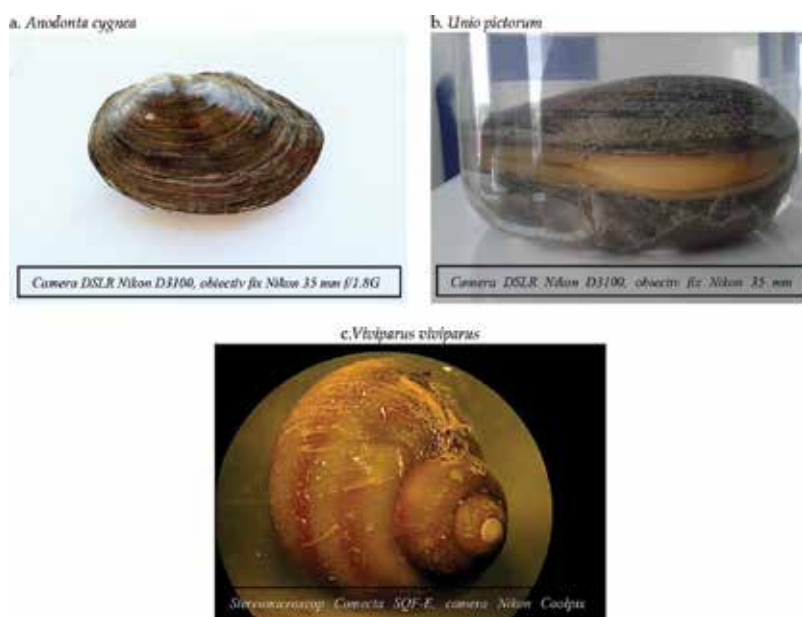 a. Anodonta cygnea
b. Unio pictorum
Camera DSLR Nikon D3100, obiectiv fix Nikon 35 mm f/1.8G
Camera DSLR Nikon D3100, obiectiv fix Nikon 35 mm
c.Viviparus viviparus
Stereomicroscop Comecta SQF-E, camera Nikon Coolpix